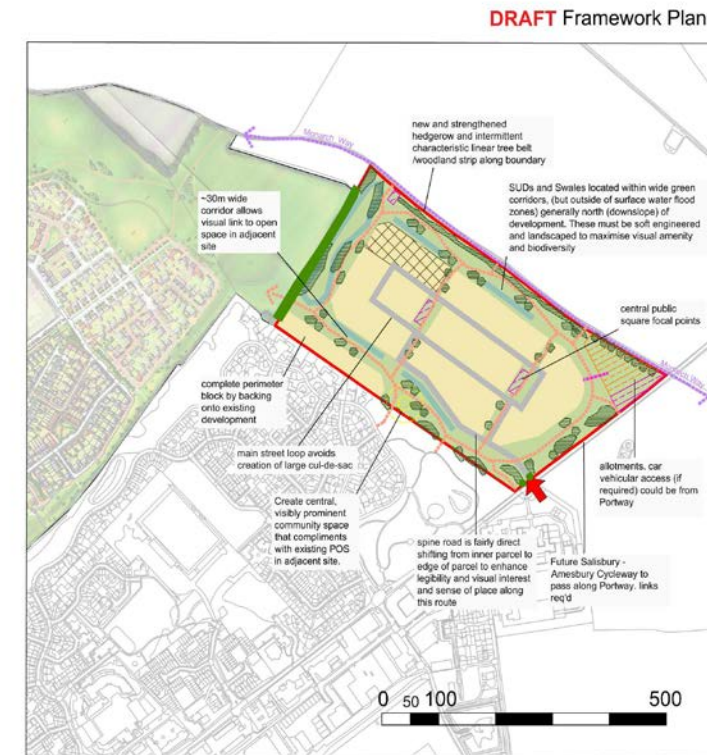 DRAFT Framework Plan
Monarch Way
new and strengthened
hedgerow and intermittent
characteristic linear tree belt
/woodland strip along boundary
SUDs and Swales located within wide green
corridors, (but outside of surface water flood
zones) generally north (downslope) of
development. These must be soft engineered
and landscaped to maximise visual amenity
and biodiversity
~30m wide
corridor allows
visual link to open
space in adjacent
site
central public
square focal points
Monarch Way
complete perimeter
block by backing
onto existing
development
main street loop avoids
creation of large cul-de-sac
allotments. car
vehicular access (if
required) could be from
Portway
Create central,
visibly prominent
community space
that compliments
with existing POS
in adjacent site.
spine road is fairly direct
shifting from inner parcel to
edge of parcel to enhance
legibility and visual interest
and sense of place along
this route
Future Salisbury -
Amesbury Cycleway to
pass along Portway. links
req'd
0 50 100 500